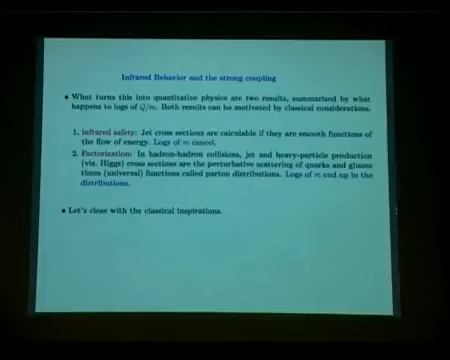 Infrared Behavior and the strong coupling
• What turns this into quantitative physics are two results, summarized by what
happens to logs of Q/m. Both results can be motivated by classical considerations.
1. Infrared safety: Jet cross sections are calculable if they are smooth functions of
the flow of energy. Logs of m cancel.
2. Factorization: In hadron-hadron collisions, jet and heavy-particle production
(viz. Higgs) cross sections are the perturbative scattering of quarks and gluons
times (universal) functions called parton distributions. Logs of m end up in the
distributions.
• Let's close with the classical inspirations.